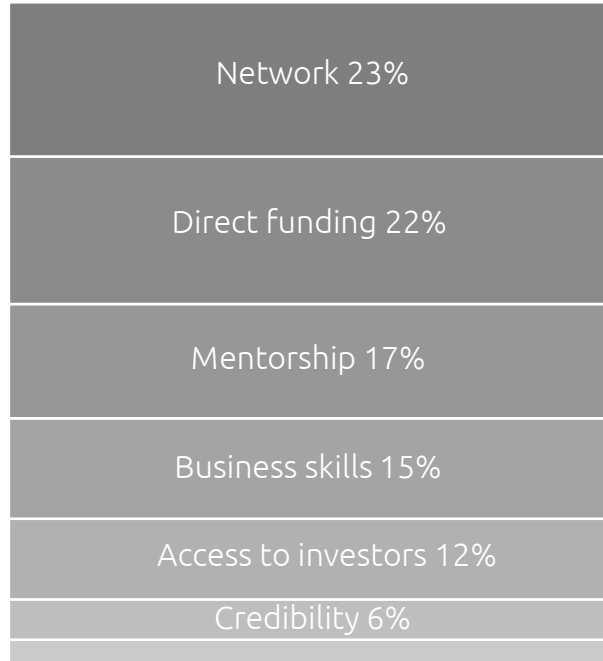 Network 23%
Direct funding 22%
Mentorship 17%
Business skills 15%
Access to investors 12%
Credibility 6%